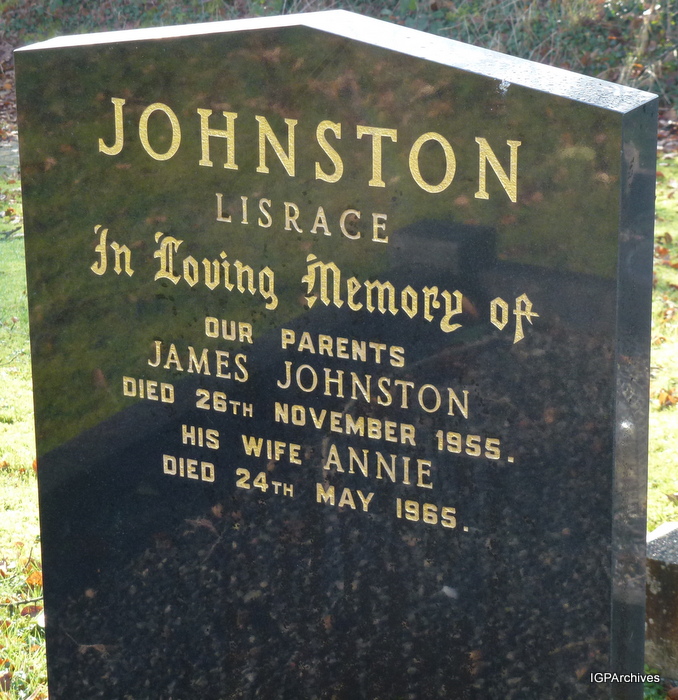 JOHNSTON
LISRACE
In Loving Memory of
OUR PARENTS
JAMES JOHNSTON
DIED 26TH NOVEMBER 1955.
HIS WIFE ANNIE
DIED 24TH MAY 1965.
IGPArchives